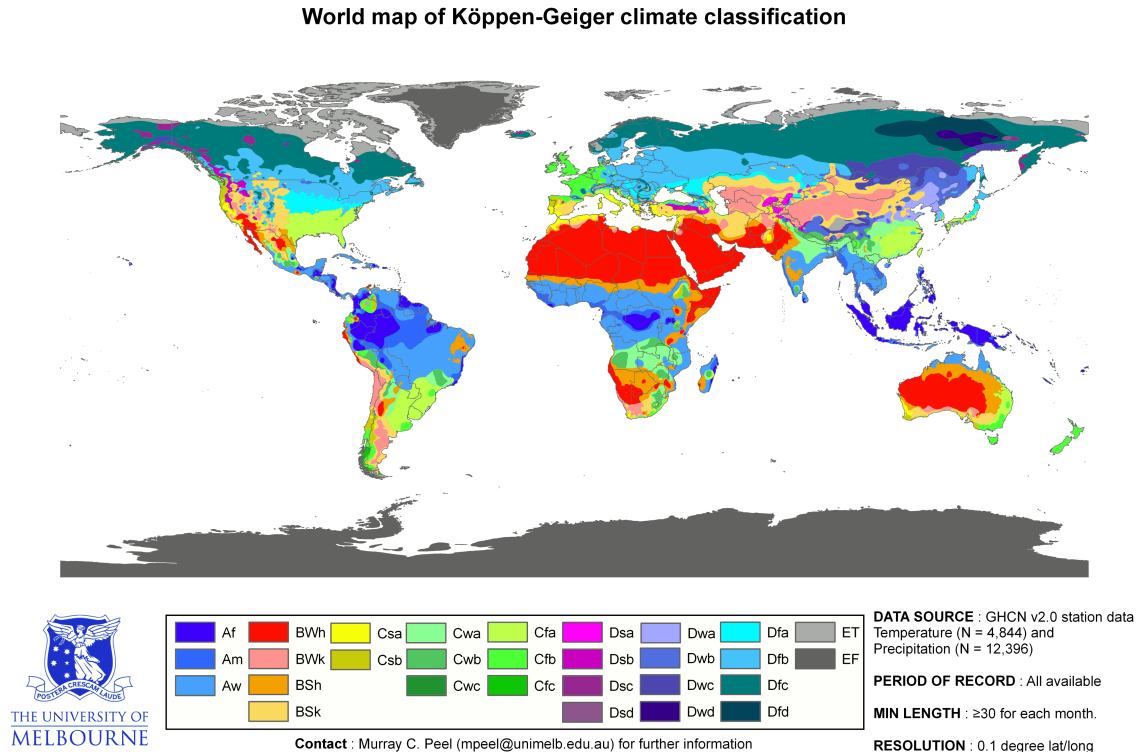 World map of Köppen-Geiger climate classification
POSTERA CRESCAM LAUDE
THE UNIVERSITY OF
MELBOURNE
Af BWh Csa Cwa Cfa Dsa Dwa Dfa ET
Am BWk Csb Cwb Cfb Dsb Dwb Dfb EF
Aw BSh Cwc Cfc Dsc Dwc Dfc
BSk Dsd Dwd Dfd
Contact : Murray C. Peel (mpeel@unimelb.edu.au) for further information
DATA SOURCE : GHCN v2.0 station data
Temperature (N = 4,844) and
Precipitation (N = 12,396)
PERIOD OF RECORD : All available
MIN LENGTH : ≥30 for each month.
RESOLUTION : 0.1 degree lat/long